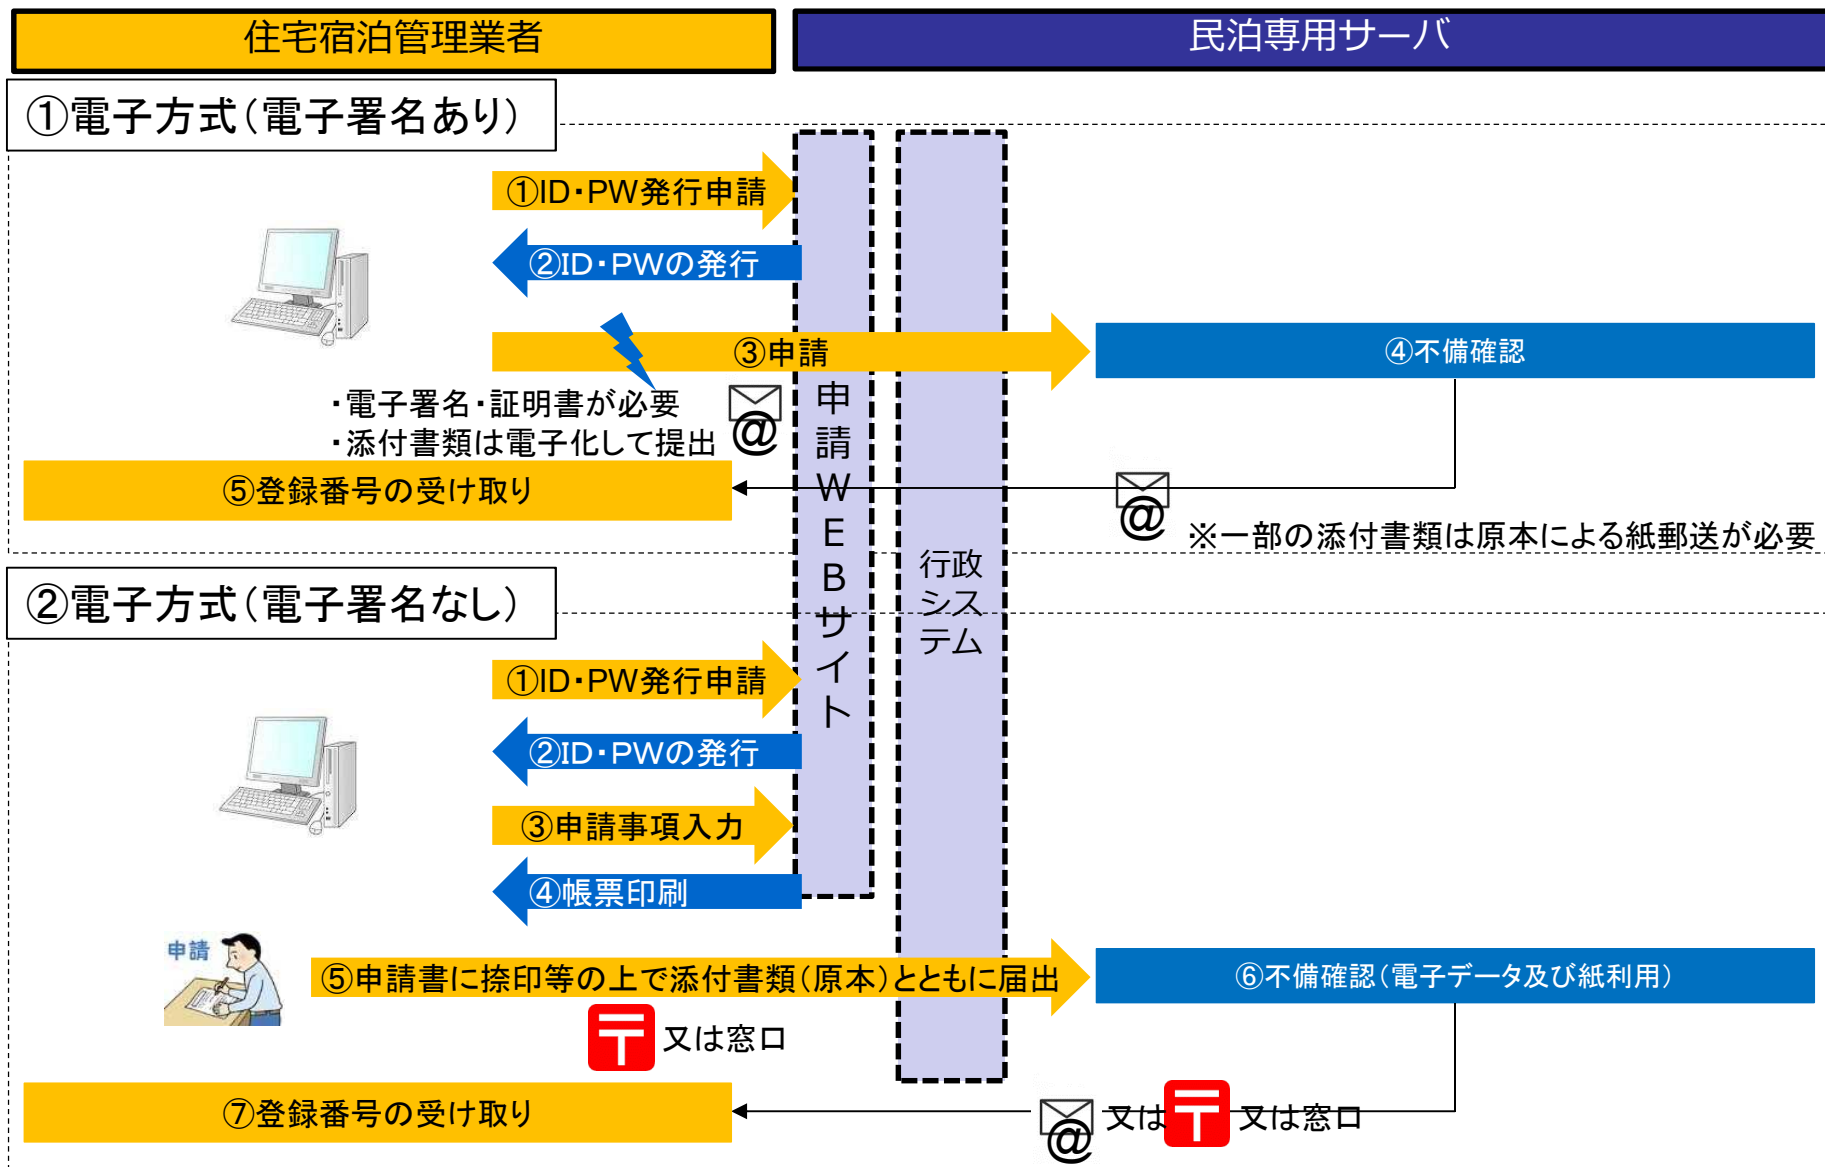 住宅宿泊管理業者
民泊専用サーバ
①電子方式（電子署名あり）
①ID・PW発行申請
②ID・PWの発行
③申請
④不備確認
・電子署名・証明書が必要
・添付書類は電子化して提出
@
⑤登録番号の受け取り
@
※一部の添付書類は原本による紙郵送が必要
申請WEBサイト
行政
シス
テム
②電子方式（電子署名なし）
①ID・PW発行申請
②ID・PWの発行
③申請事項入力
④帳票印刷
申請
⑤申請書に捺印等の上で添付書類（原本）とともに届出
⑥不備確認（電子データ及び紙利用）
〒又は窓口
⑦登録番号の受け取り
@ 又は〒又は窓口